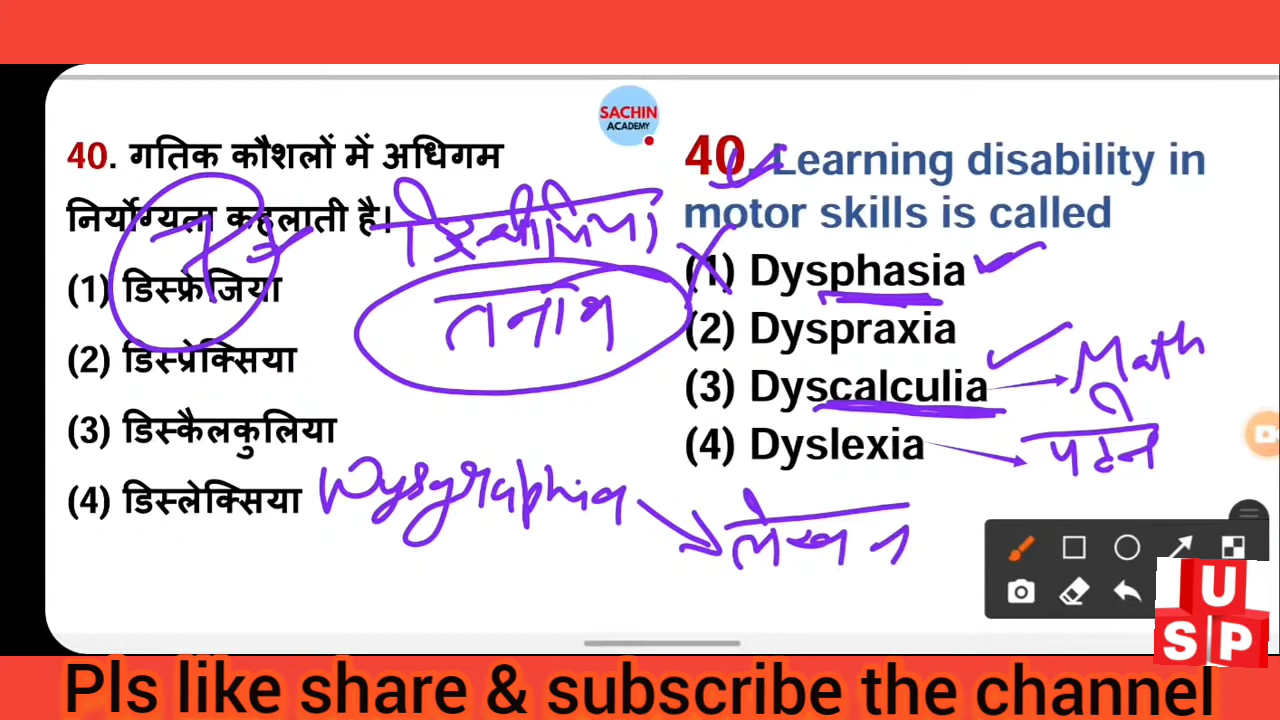 SACHIN
ACADEMY
40. गतिक कौशलों में अधिगम
निर्योग्यता कहलाती है।
(1) डिस्फ्रेजिया
(2) डिस्प्रेक्सिया
(3) डिस्कैलकुलिया
(4) डिस्लेक्सिया
तनाव
Dysgraphia
लेखन
40. Learning disability in
motor skills is called
(1) Dysphasia
(2) Dyspraxia
(3) Dyscalculia
Math
(4) Dyslexia
पठन
U
S P
Pls like share & subscribe the channel